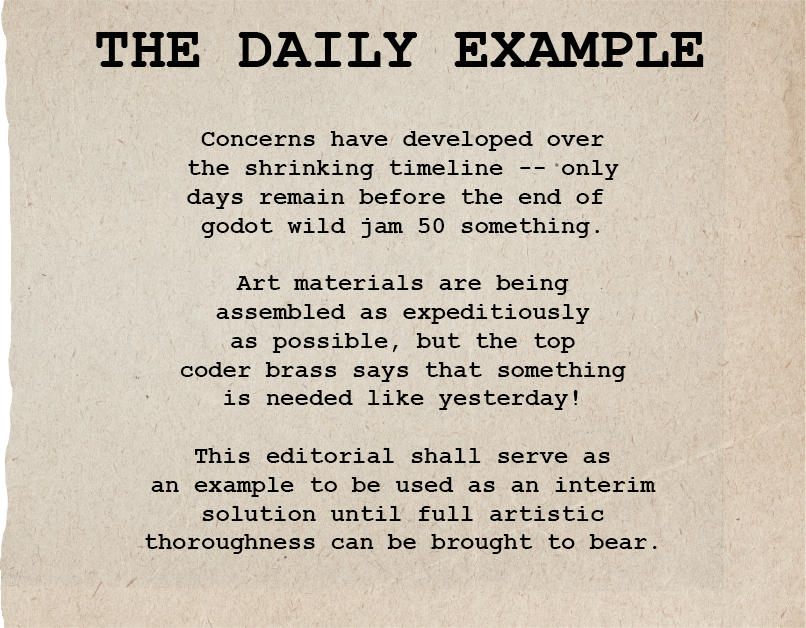 THE DAILY EXAMPLE
Concerns have developed over
the shrinking timeline -- only
days remain before the end of
godot wild jam 50 something.
Art materials are being
assembled as expeditiously
as possible, but the top
coder brass says that something
is needed like yesterday!
This editorial shall serve as
an example to be used as an interim
solution until full artistic
thoroughness can be brought to bear.